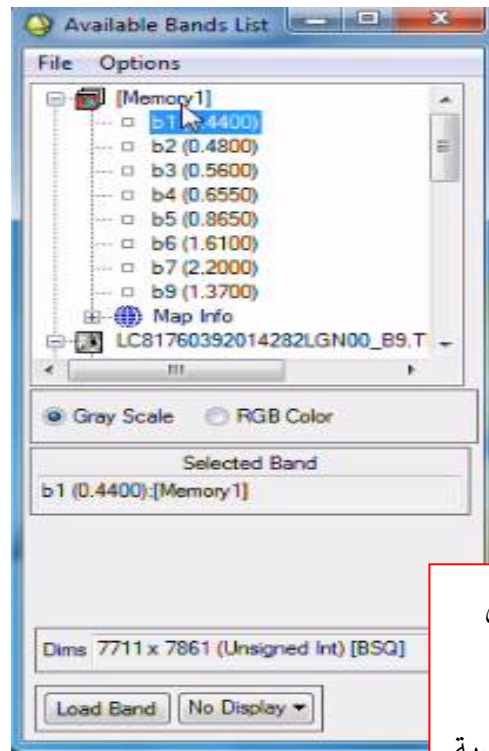 Available Bands List
File Options
[Memory1]
b1 (0.4400)
b2 (0.4800)
b3 (0.5600)
b4 (0.6550)
b5 (0.8650)
b6 (1.6100)
b7 (2.2000)
b9 (1.3700)
Map Info
LC81760392014282LGN00_B9.T
Gray Scale RGB Color
Selected Band
b1 (0.4400):[Memory1]
Dims 7711 x 7861 (Unsigned Int) [BSQ]
Load Band No Display